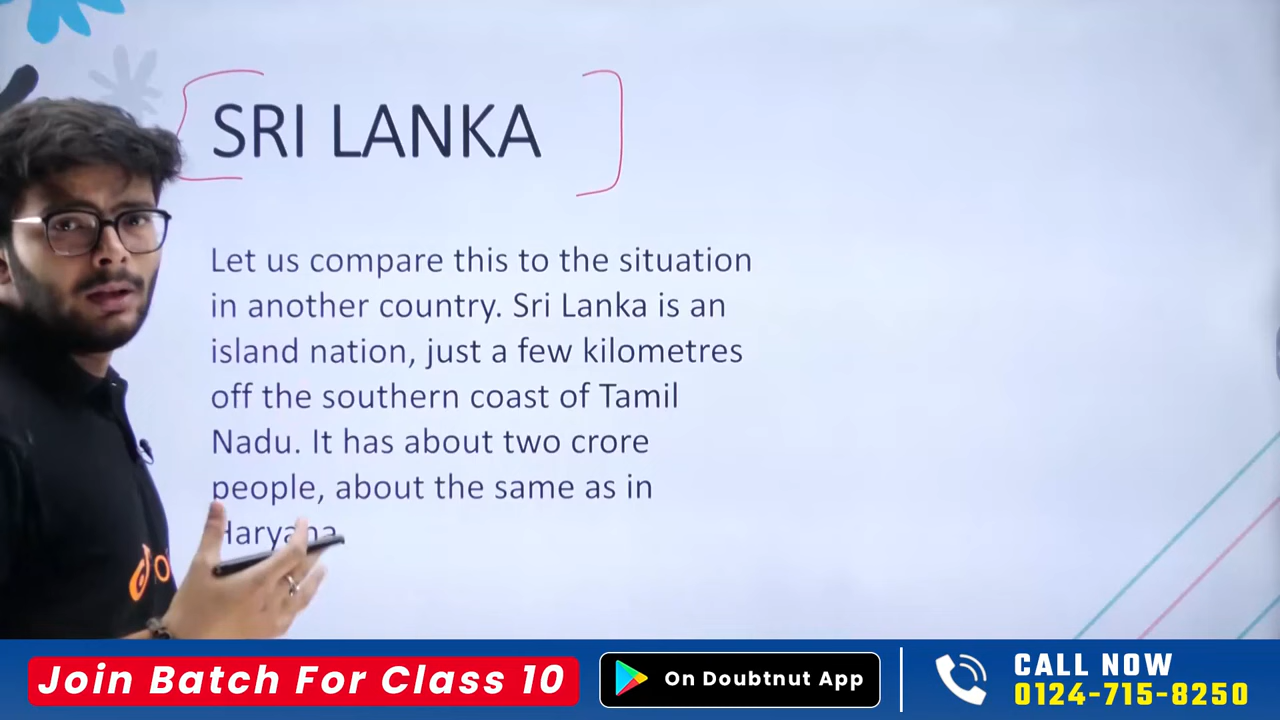 SRI LANKA
Let us compare this to the situation
in another country. Sri Lanka is an
island nation, just a few kilometres
off the southern coast of Tamil
Nadu. It has about two crore
people, about the same as in
Haryana
Join Batch For Class 10
On Doubtnut App
CALL NOW
0124-715-8250